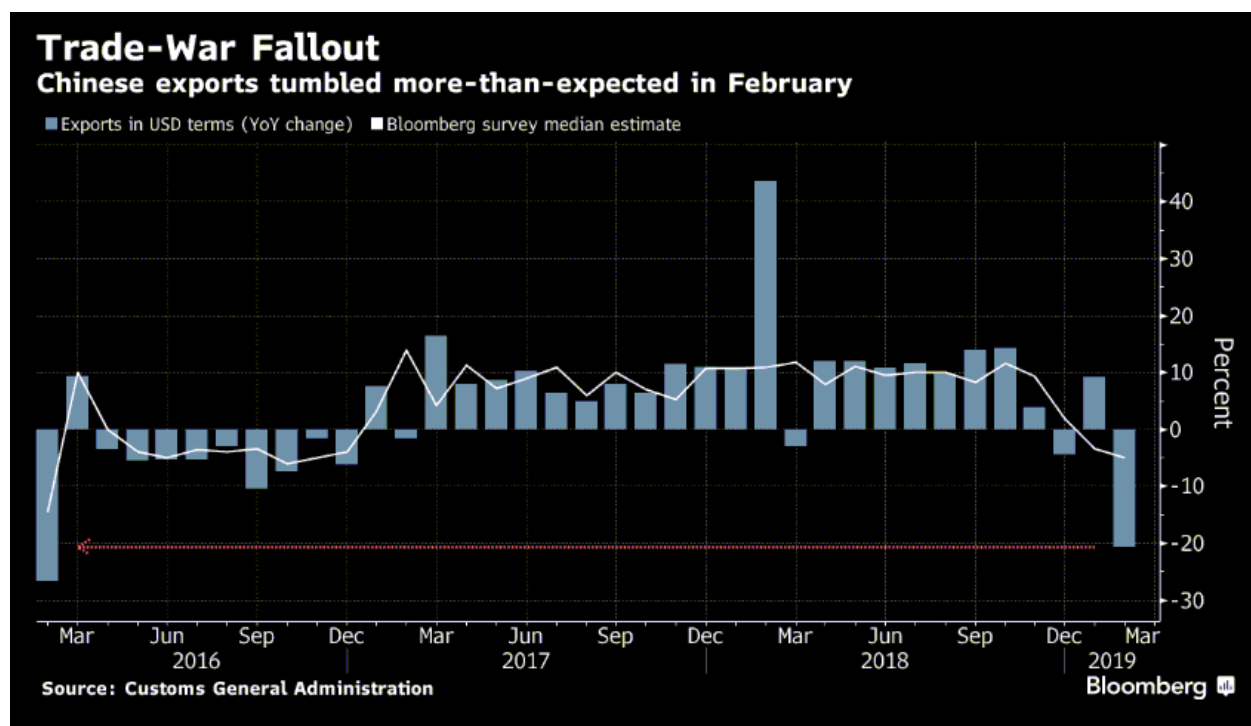 Trade-War Fallout
Chinese exports tumbled more-than-expected in February
Exports in USD terms (YoY change) Bloomberg survey median estimate
40
30
20
10
0
-10
-20
-30
Percent
Mar Jun Sep Dec Mar Jun Sep Dec Mar Jun Sep Dec Mar
2016 2017 2018 2019
Source: Customs General Administration
Bloomberg